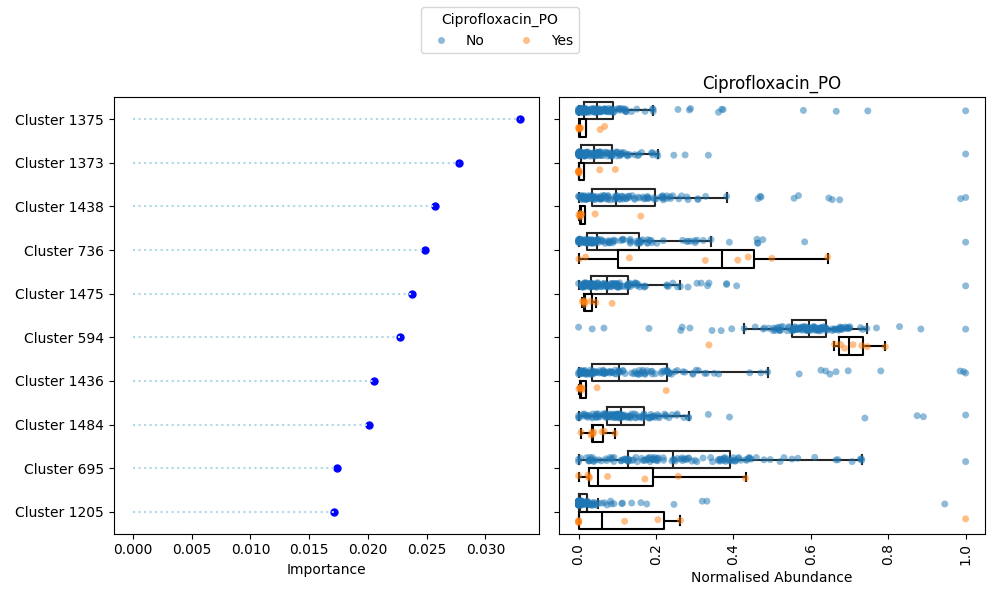 Ciprofloxacin_PO
No Yes
Ciprofloxacin_PO
Cluster 1375
Cluster 1373
Cluster 1438
Cluster 736
Cluster 1475
Cluster 594
Cluster 1436
Cluster 1484
Cluster 695
Cluster 1205
0.000 0.005 0.010 0.015 0.020 0.025 0.030
Importance
0.0 0.2 0.4 0.6 0.8 1.0
Normalised Abundance